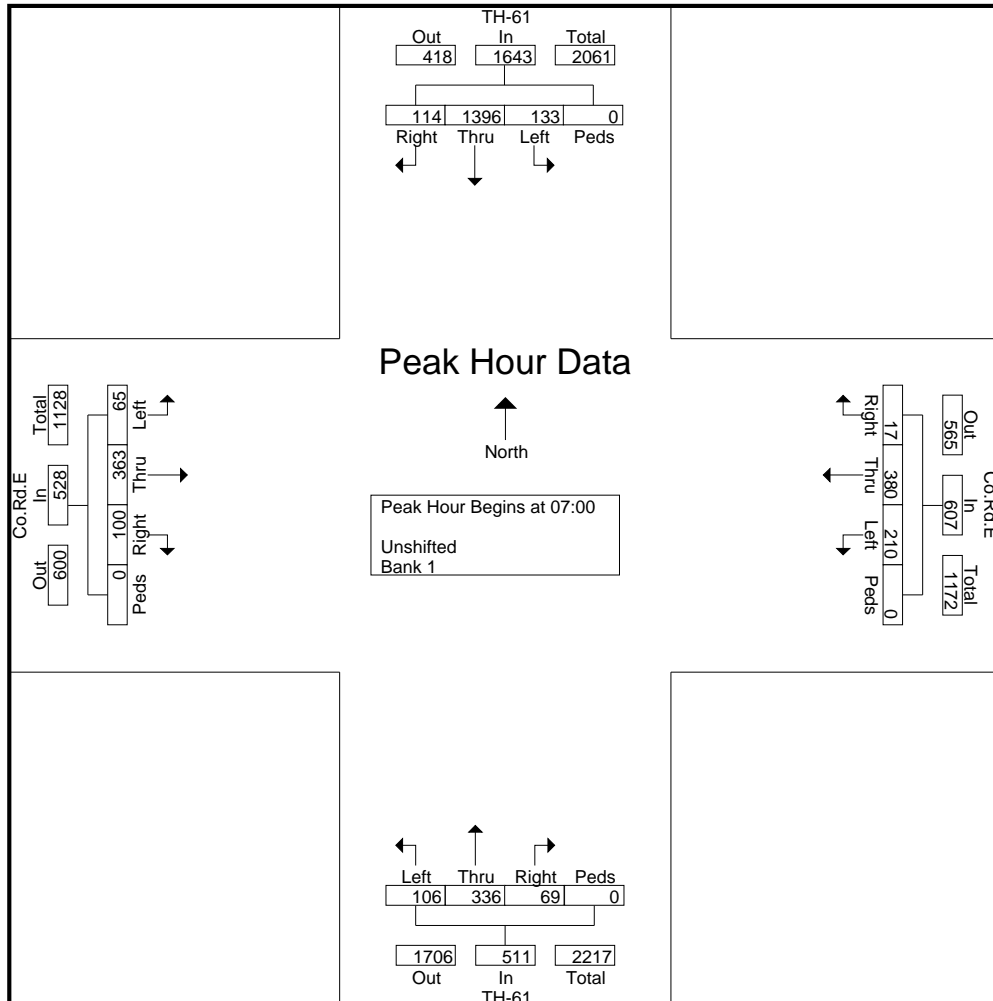 TH-61
Out In Total
418 1643 2061
114 1396 133 0
Right Thru Left Peds
Peak Hour Data
North
Peak Hour Begins at 07:00
Unshifted
Bank 1
Co.Rd.E
Out In Total
600 528 1128
Left Thru Right Peds
65 363 100 0
Co.Rd.E
Out In Total
565 607 1172
Right Thru Left Peds
17 380 210 0
Left Thru Right Peds
106 336 69 0
1706 511 2217
Out In Total
TH-61